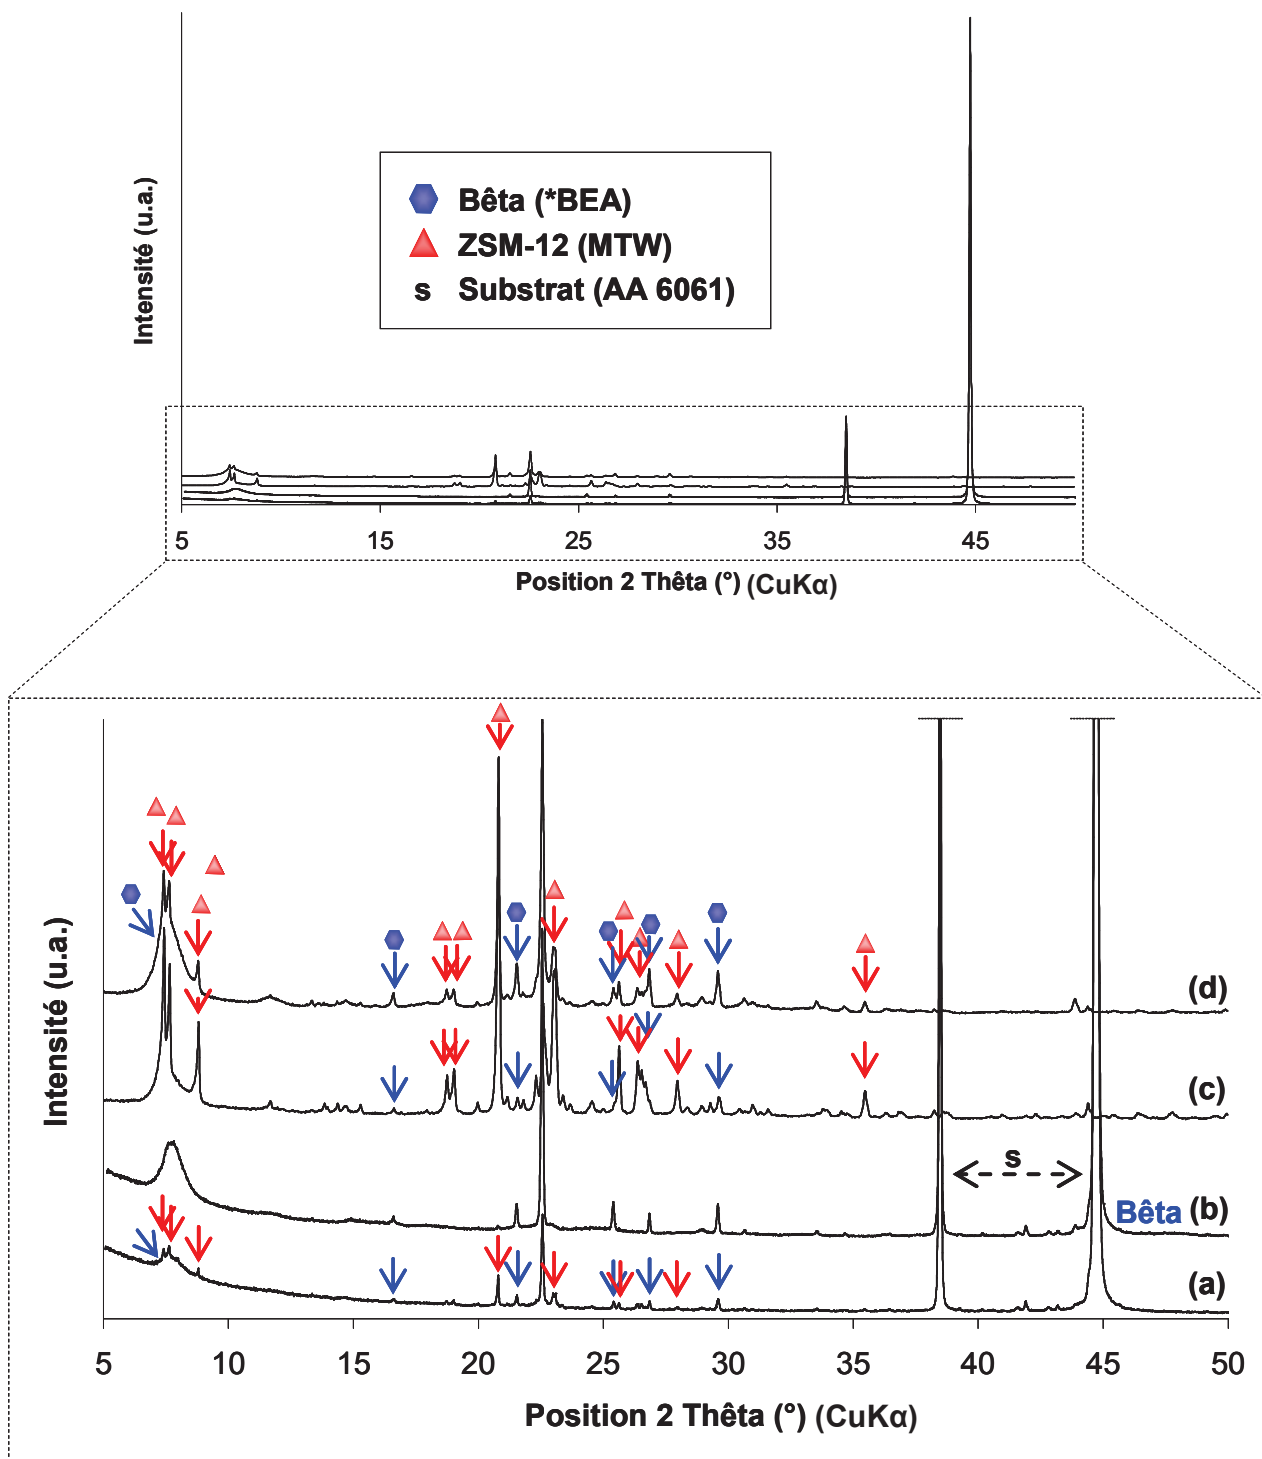 Intensité (u.a.)
Bêta (*BEA)
ZSM-12 (MTW)
s Substrat (AA 6061)
5 15 25 35 45
Position 2 Thêta (°) (CuKα)
Intensité (u.a.)
(d)
(c)
s
Bêta (b)
(a)
5 10 15 20 25 30 35 40 45 50
Position 2 Thêta (°) (CuKα)